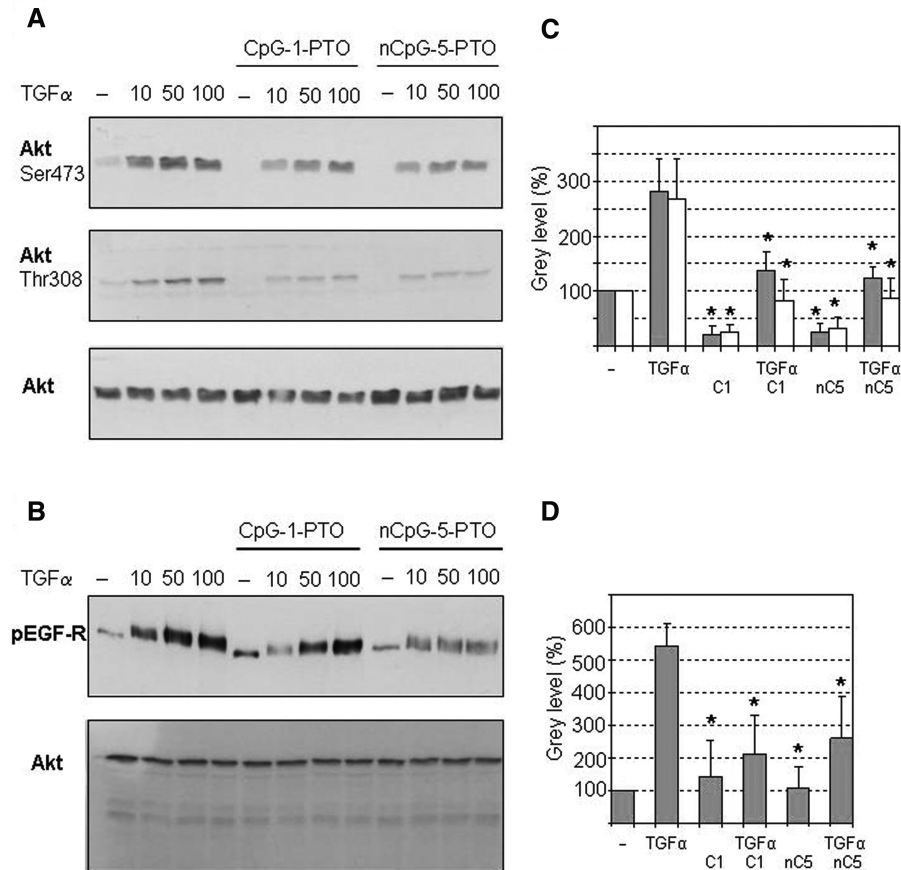 A
CpG-1-PTO nCpG-5-PTO
TGFα – 10 50 100 – 10 50 100 – 10 50 100
Akt
Ser473
Akt
Thr308
Akt
C
Grey level (%)
300
200
100
* * * * * * * *
– TGFα C1 TGFα nC5 TGFα
C1 nC5
B
CpG-1-PTO nCpG-5-PTO
TGFα – 10 50 100 – 10 50 100 – 10 50 100
pEGF-R
Akt
D
Grey level (%)
600
500
400
300
200
100
* * * *
– TGFα C1 TGFα nC5 TGFα
C1 nC5